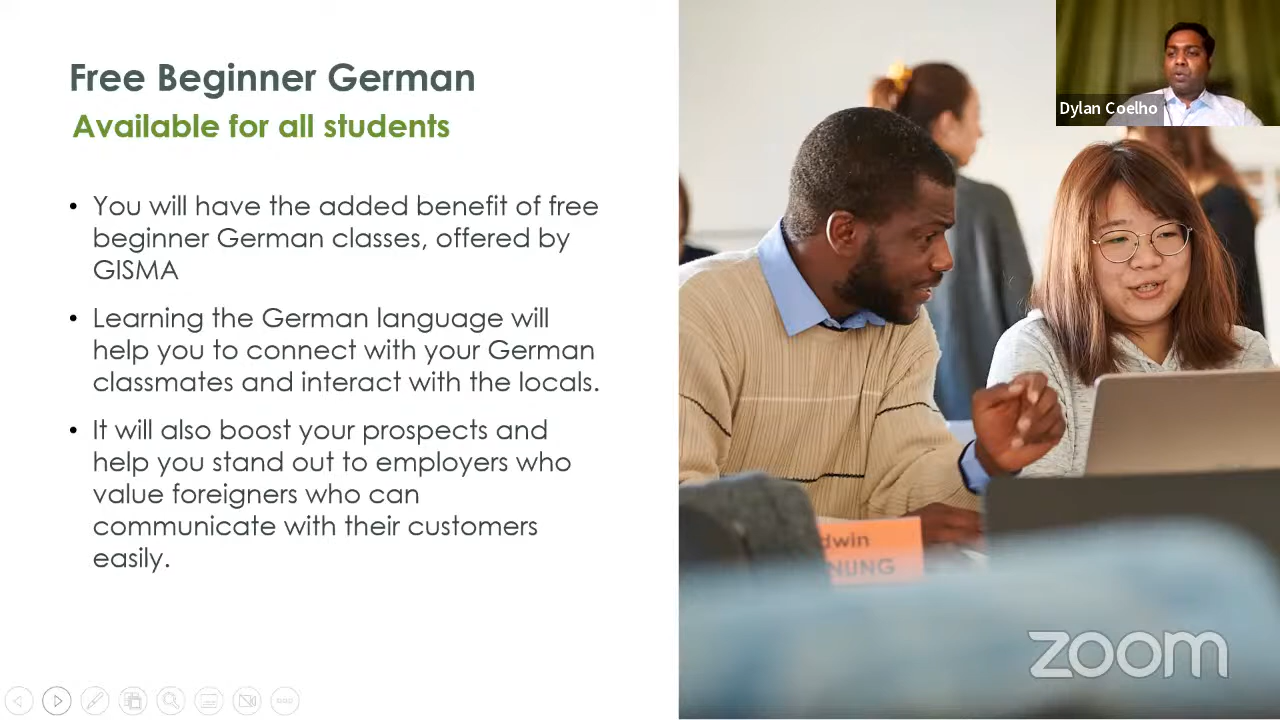 Free Beginner German
Available for all students
• You will have the added benefit of free
beginner German classes, offered by
GISMA
• Learning the German language will
help you to connect with your German
classmates and interact with the locals.
• It will also boost your prospects and
help you stand out to employers who
value foreigners who can
communicate with their customers
easily.
Dylan Coelho
dwin
NUNG
zoom